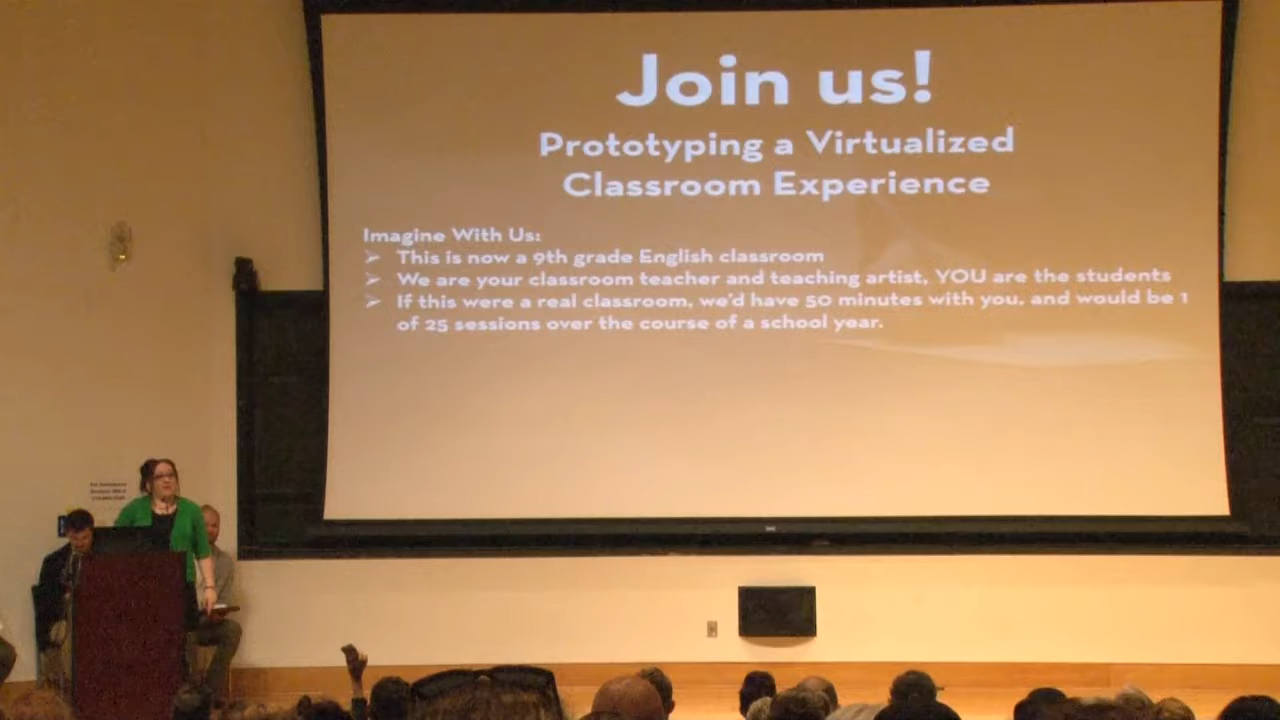 Join us!
Prototyping a Virtualized
Classroom Experience
Imagine With Us:
➢ This is now a 9th grade English classroom
➢ We are your classroom teacher and teaching artist, YOU are the students
➢ If this were a real classroom, we'd have 50 minutes with you, and would be 1
of 25 sessions over the course of a school year.